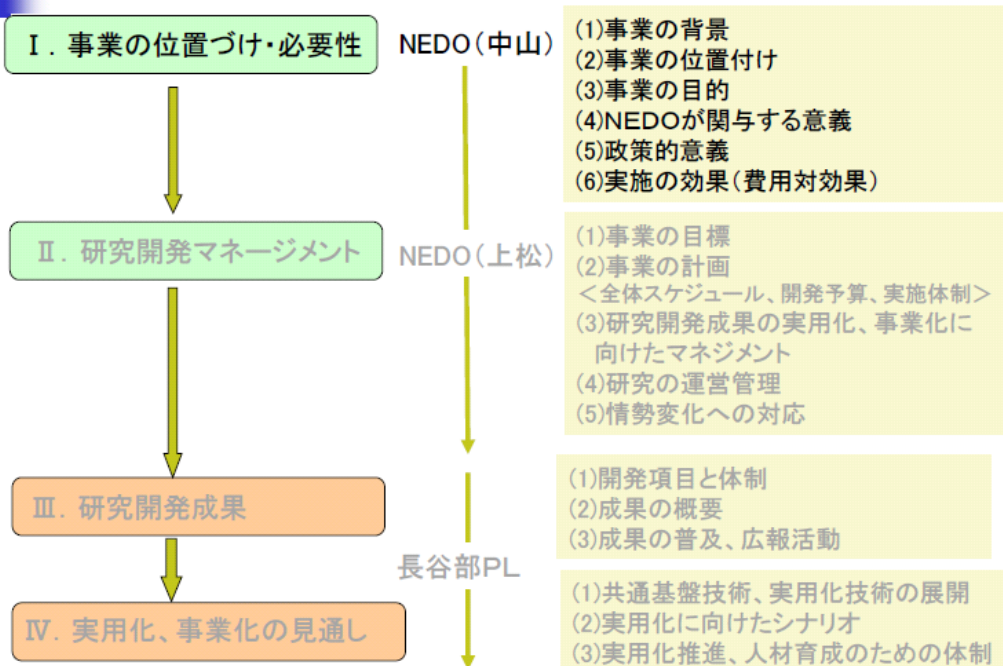 Ⅰ．事業の位置づけ・必要性
NEDO（中山）
(1)事業の背景
(2)事業の位置付け
(3)事業の目的
(4)NEDOが関与する意義
(5)政策的意義
(6)実施の効果（費用対効果）
Ⅱ．研究開発マネージメント
NEDO（上松）
(1)事業の目標
(2)事業の計画
＜全体スケジュール、開発予算、実施体制＞
(3)研究開発成果の実用化、事業化に
向けたマネジメント
(4)研究の運営管理
(5)情勢変化への対応
Ⅲ．研究開発成果
(1)開発項目と体制
(2)成果の概要
(3)成果の普及、広報活動
長谷部PL
Ⅳ．実用化、事業化の見通し
(1)共通基盤技術、実用化技術の展開
(2)実用化に向けたシナリオ
(3)実用化推進、人材育成のための体制